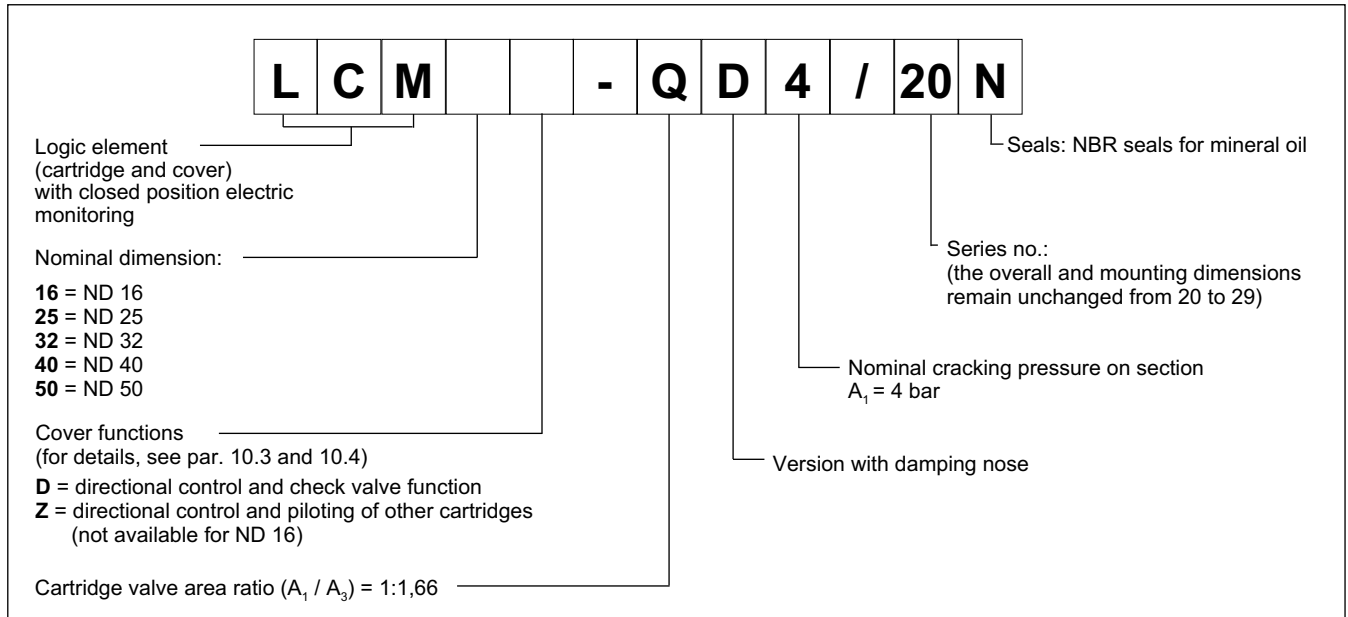 L C M - Q D 4 / 20 N
Logic element
(cartridge and cover)
with closed position electric
monitoring
Nominal dimension:
16 = ND 16
25 = ND 25
32 = ND 32
40 = ND 40
50 = ND 50
Cover functions
(for details, see par. 10.3 and 10.4)
D = directional control and check valve function
Z = directional control and piloting of other cartridges
(not available for ND 16)
Cartridge valve area ratio (A₁ / A₃) = 1:1,66
Seals: NBR seals for mineral oil
Series no.:
(the overall and mounting dimensions
remain unchanged from 20 to 29)
Nominal cracking pressure on section
A₁ = 4 bar
Version with damping nose